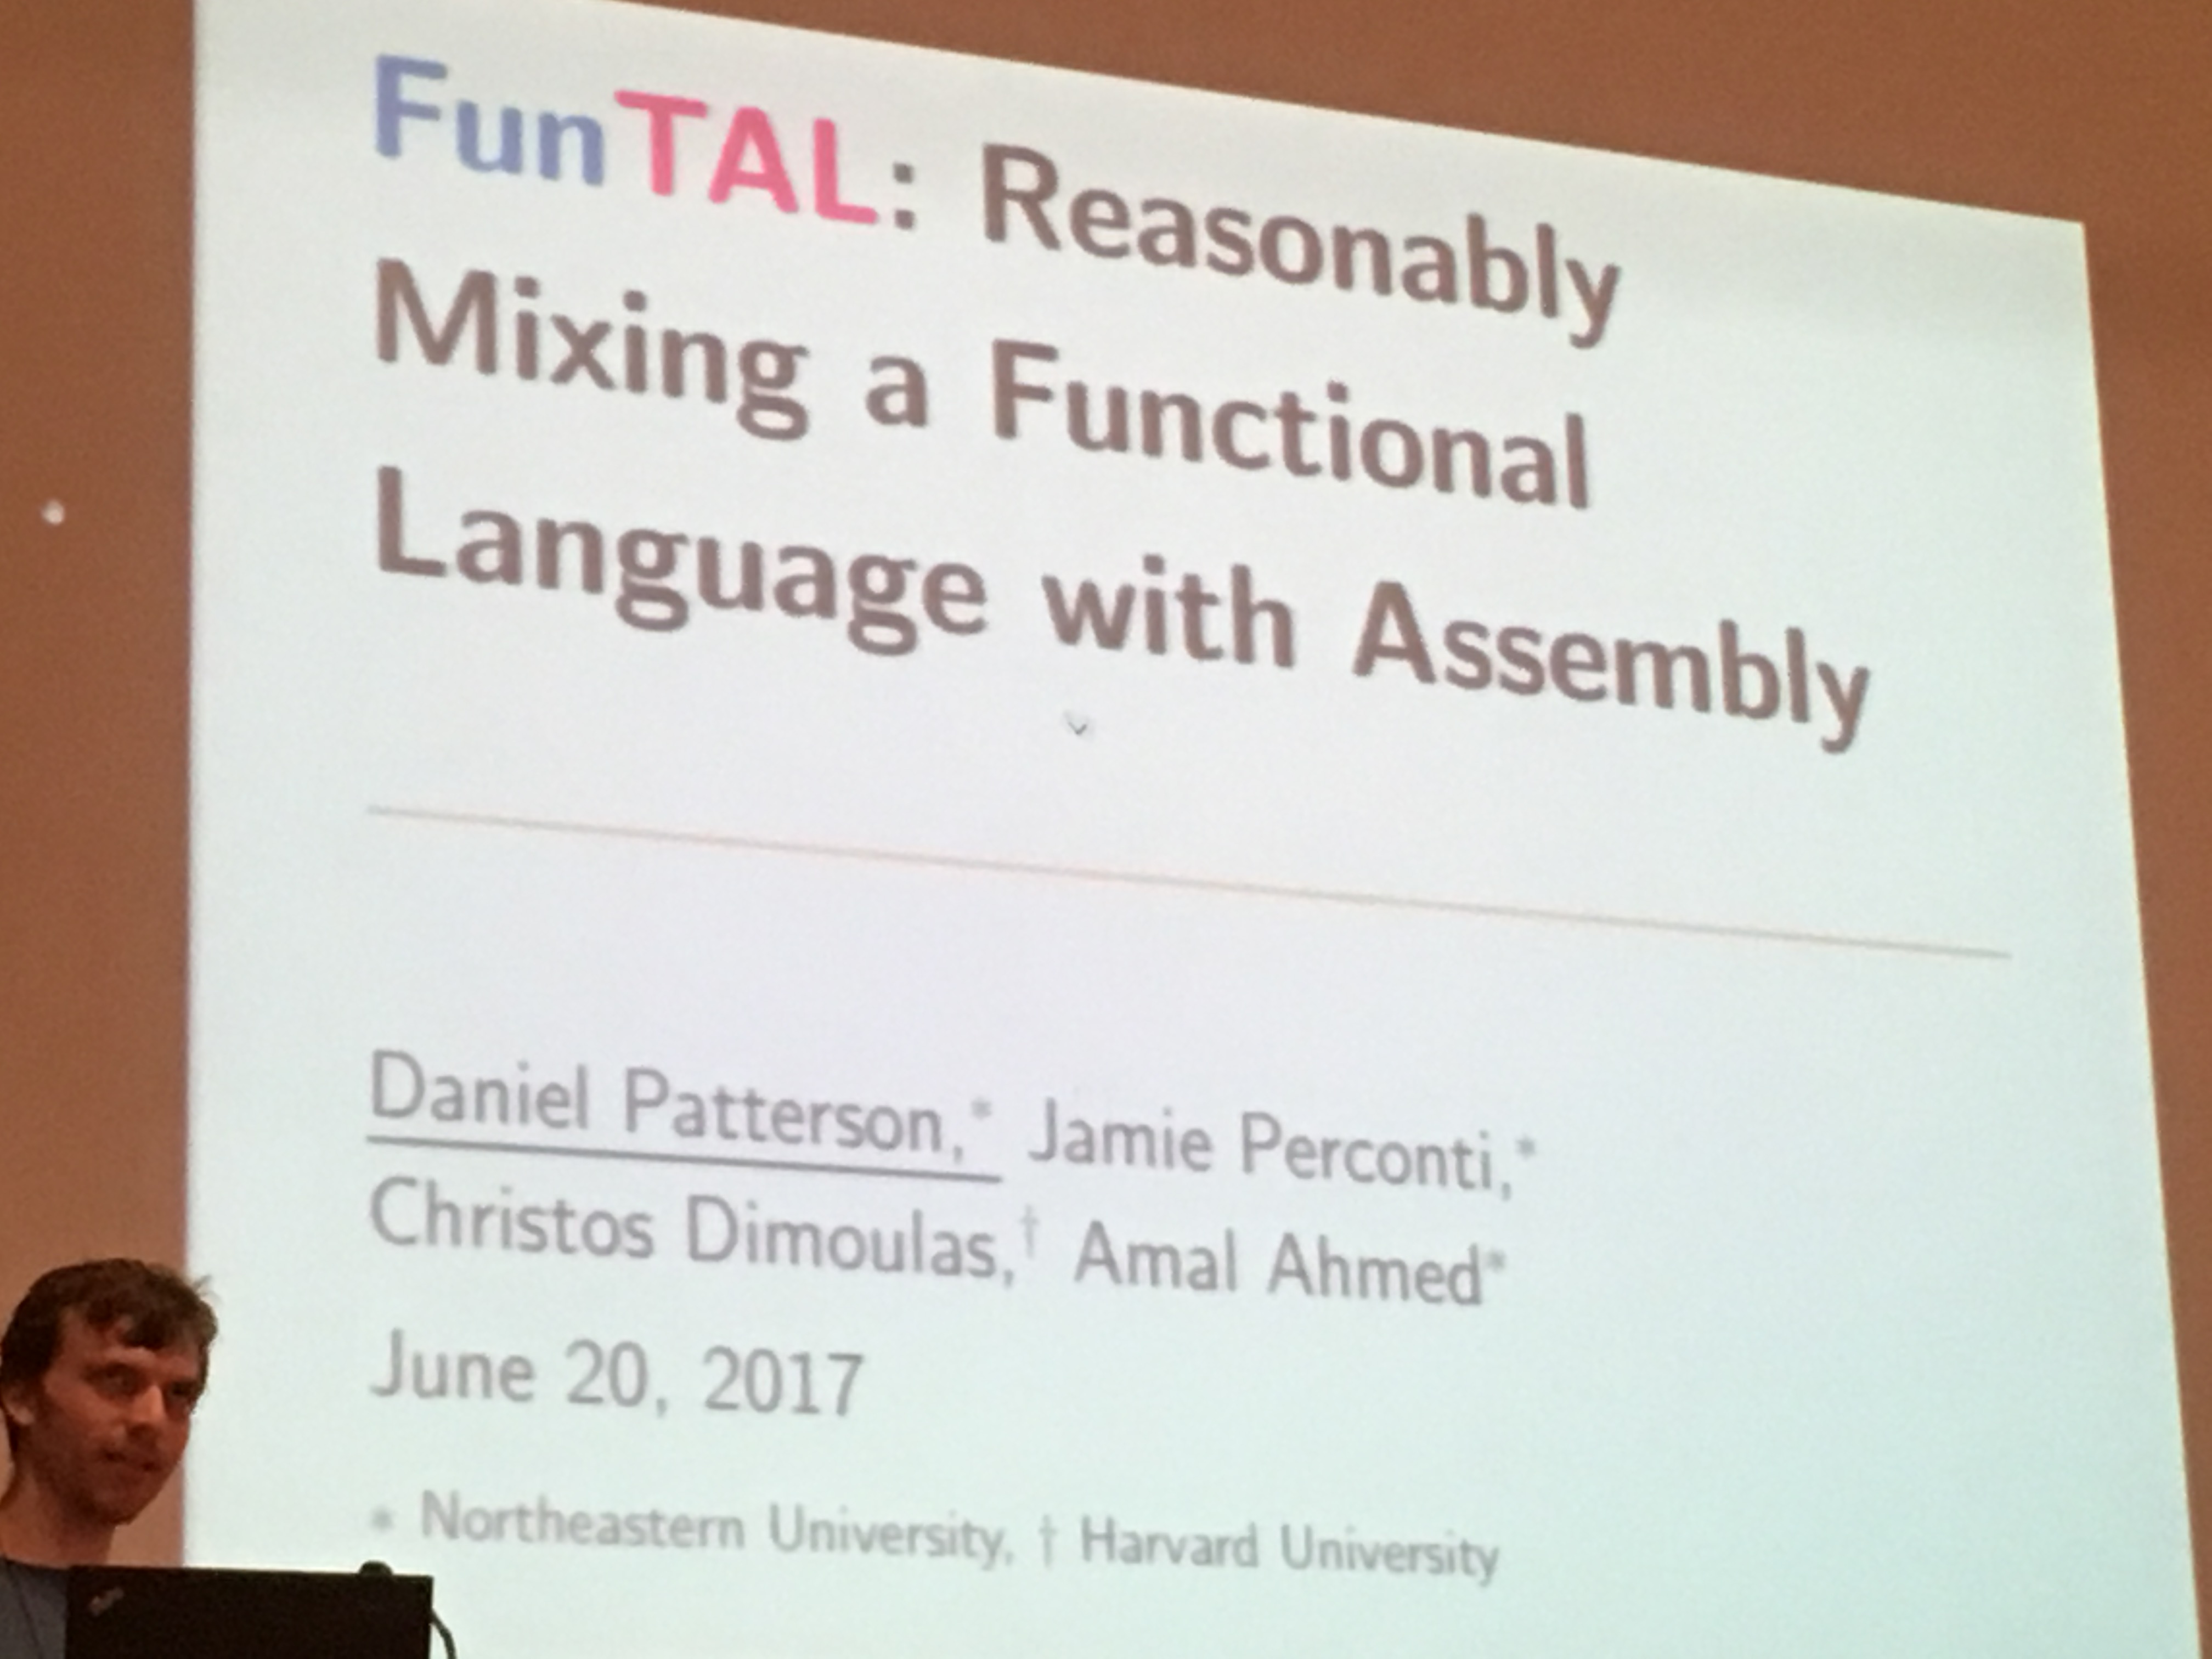 FunTAL: Reasonably
Mixing a Functional
Language with Assembly
Daniel Patterson,* Jamie Perconti,*
Christos Dimoulas,† Amal Ahmed*
June 20, 2017
* Northeastern University, † Harvard University